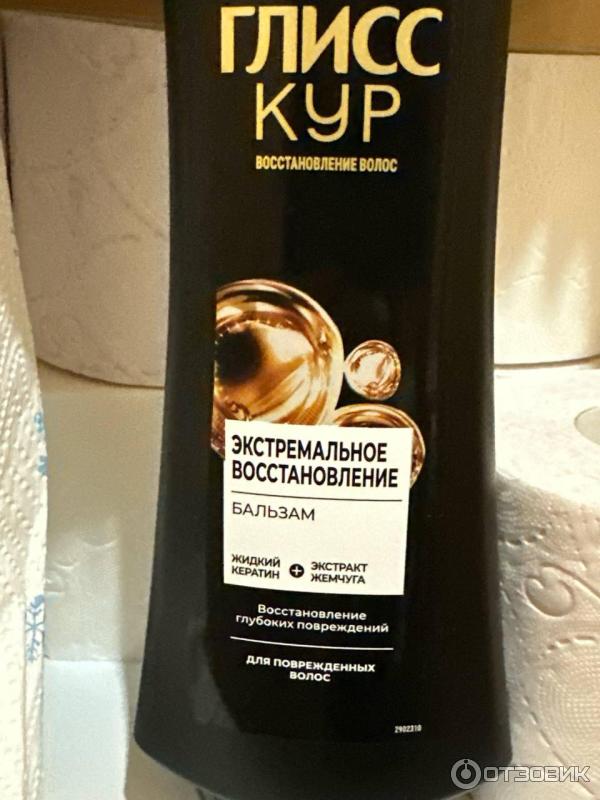 ГЛИСС
КУР
ВОССТАНОВЛЕНИЕ ВОЛОС
ЭКСТРЕМАЛЬНОЕ
ВОССТАНОВЛЕНИЕ
БАЛЬЗАМ
ЖИДКИЙ
КЕРАТИН + ЭКСТРАКТ
ЖЕМЧУГА
Восстановление
глубоких повреждений
ДЛЯ ПОВРЕЖДЕННЫХ
ВОЛОС
2902310
ОТЗОВИК